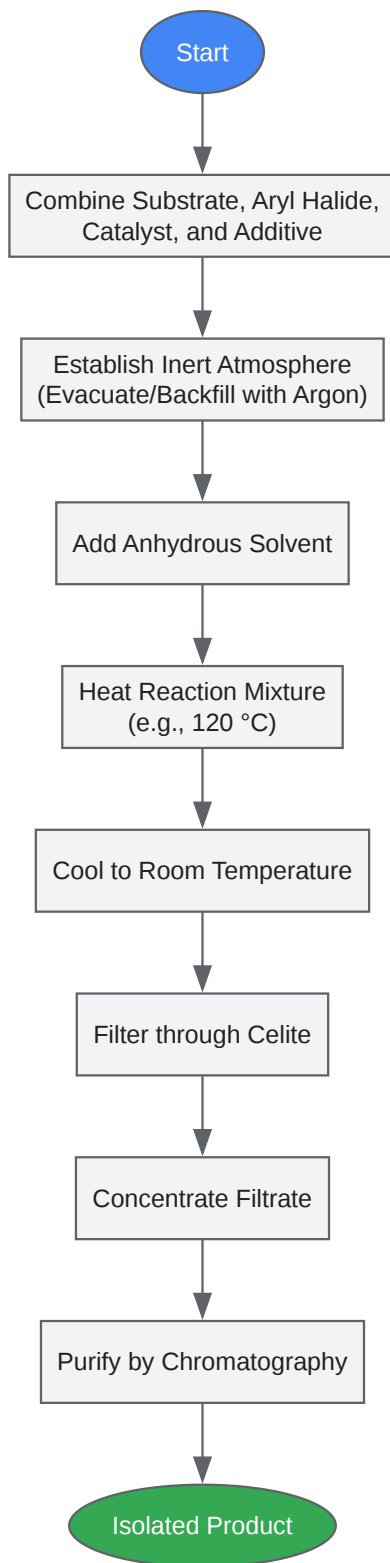 Start
Combine Substrate, Aryl Halide,
Catalyst, and Additive
Establish Inert Atmosphere
(Evacuate/Backfill with Argon)
Add Anhydrous Solvent
Heat Reaction Mixture
(e.g., 120 °C)
Cool to Room Temperature
Filter through Celite
Concentrate Filtrate
Purify by Chromatography
Isolated Product